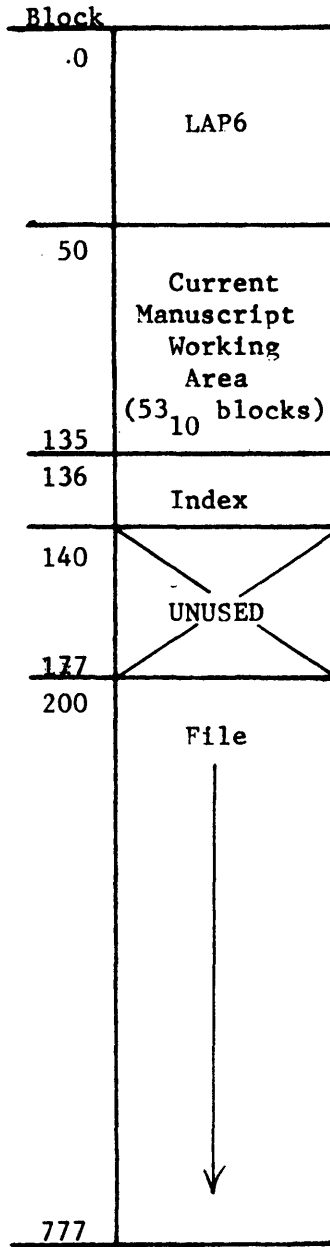 Block
0
LAP6
50
Current
Manuscript
Working
Area
(53₁₀ blocks)
135
136
Index
140
UNUSED
177
200
File
777